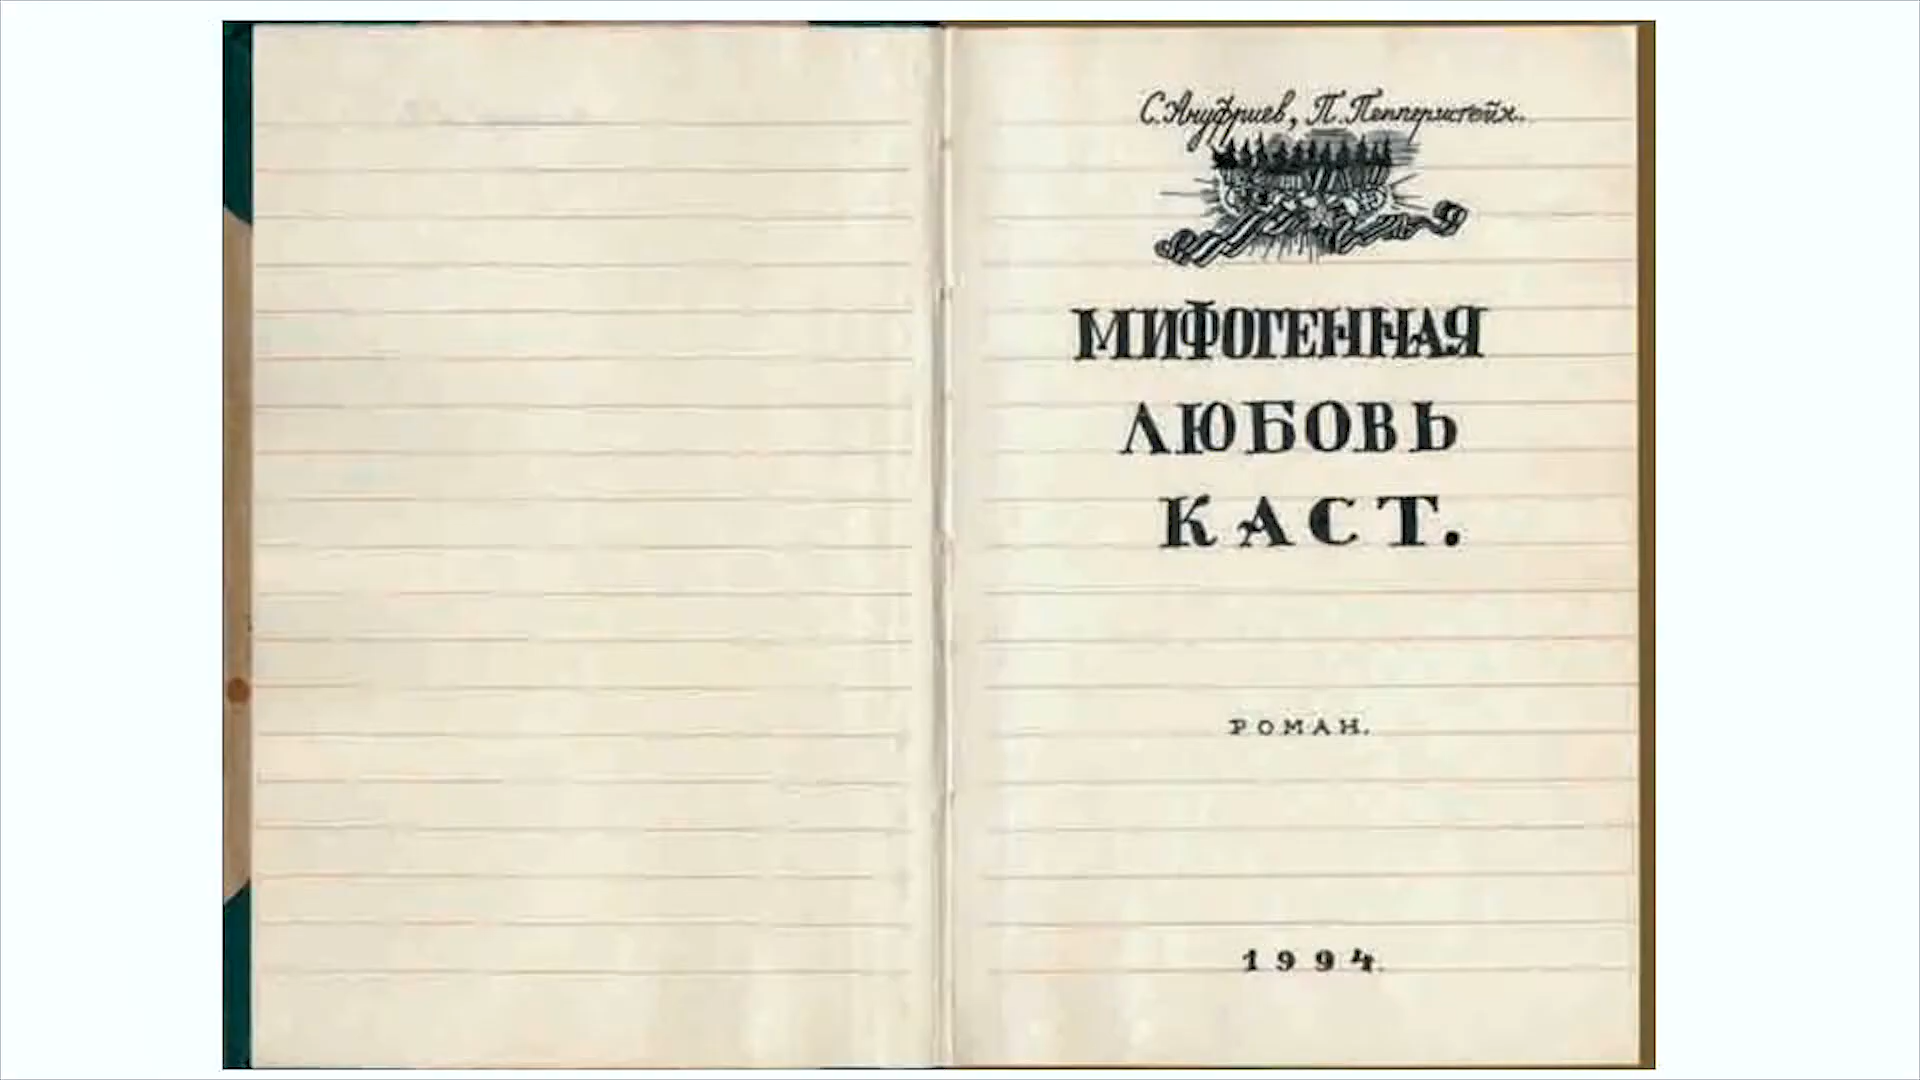 С. Ануфриев, П. Пепперштейн.
МИФОГЕННАЯ
ЛЮБОВЬ
КАСТ.
РОМАН.
1994.